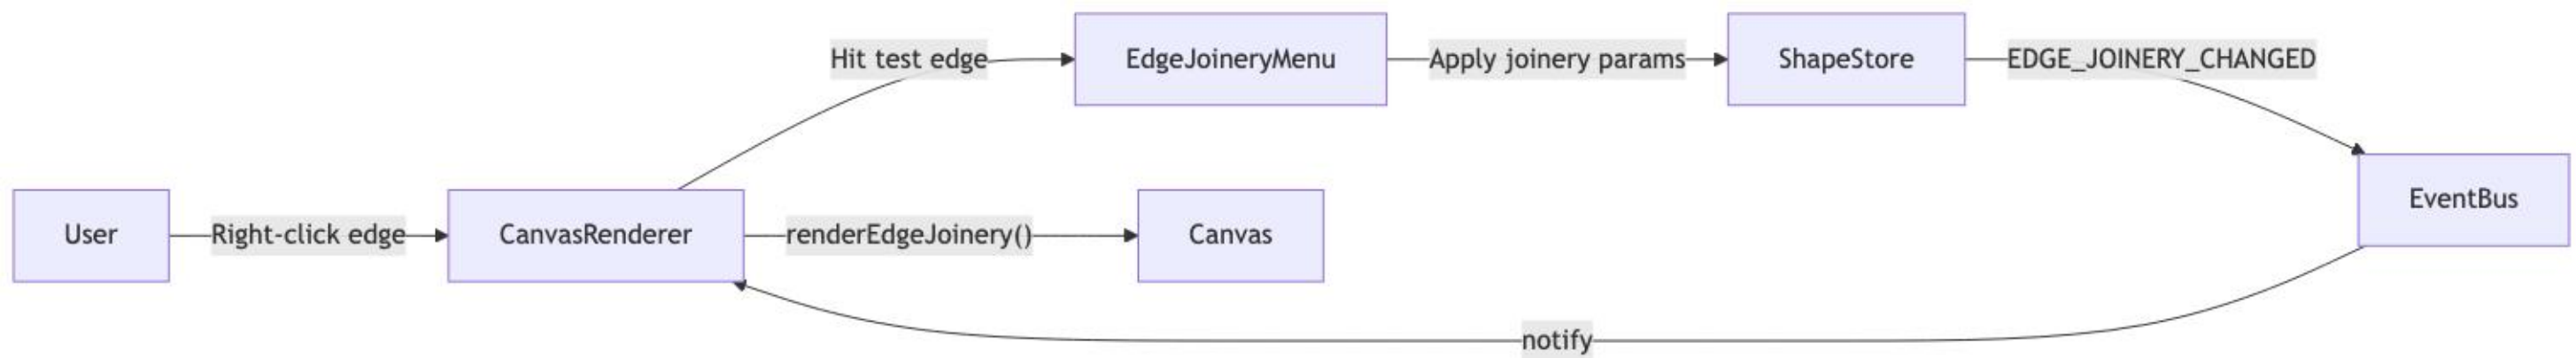 Hit test edge
EdgeJoineryMenu
Apply joinery params
ShapeStore
EDGE_JOINERY_CHANGED
EventBus
User
Right-click edge
CanvasRenderer
renderEdgeJoinery()
Canvas
notify